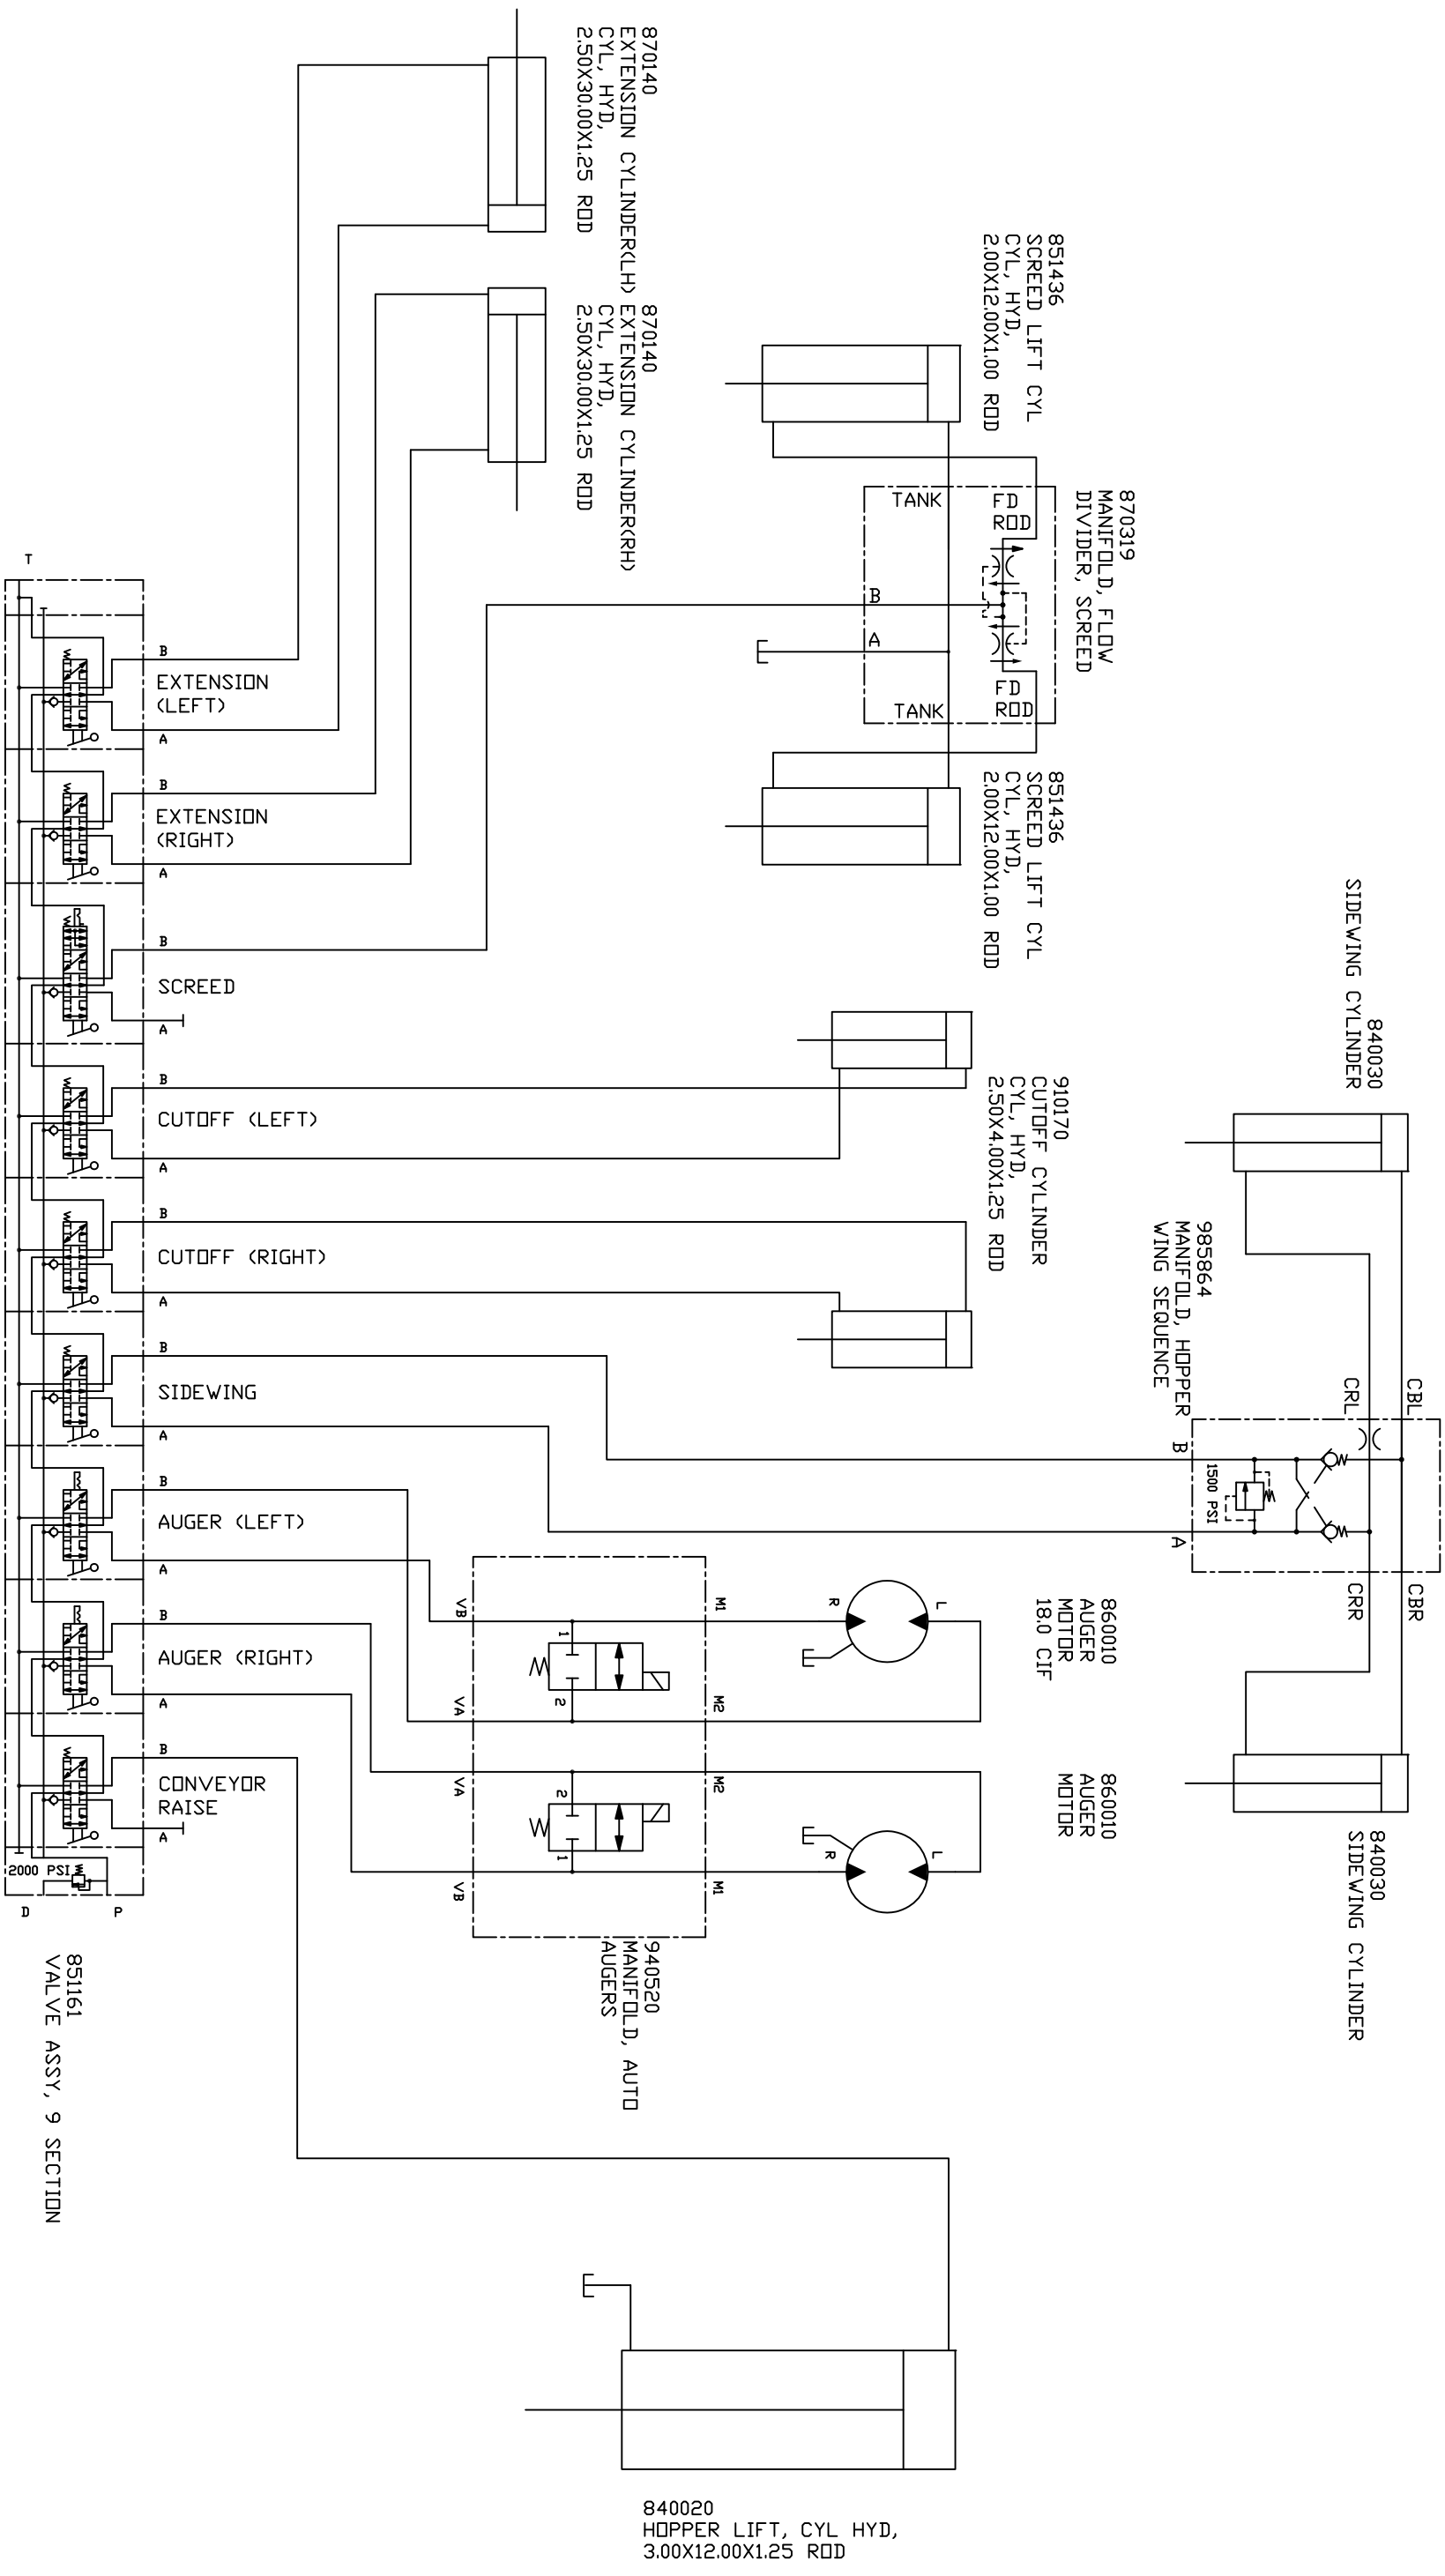 870140
EXTENSION CYLINDER(LH)
CYL, HYD,
2.50X30.00X1.25 ROD
870140
EXTENSION CYLINDER(RH)
CYL, HYD,
2.50X30.00X1.25 ROD
851436
SCREED LIFT CYL
CYL, HYD,
2.00X12.00X1.00 ROD
870319
MANIFOLD, FLOW
DIVIDER, SCREED
TANK
FD
ROD
B
A
FD
ROD
TANK
851436
SCREED LIFT CYL
CYL, HYD,
2.00X12.00X1.00 ROD
840030
SIDEWING CYLINDER
910170
CUTOFF CYLINDER
CYL, HYD,
2.50X4.00X1.25 ROD
985864
MANIFOLD, HOPPER
WING SEQUENCE
CBL
CRL
B
1500 PSI
A
CBR
CRR
860010
AUGER
MOTOR
18.0 CIF
860010
AUGER
MOTOR
840030
SIDEWING CYLINDER
R
L
M1
VB
1
2
M2
VA
M2
VA
2
1
M1
VB
R
L
940520
MANIFOLD, AUTO
AUGERS
T
B
EXTENSION
(LEFT)
A
B
EXTENSION
(RIGHT)
A
B
SCREED
A
B
CUTOFF (LEFT)
A
B
CUTOFF (RIGHT)
A
B
SIDEWING
A
B
AUGER (LEFT)
A
B
AUGER (RIGHT)
A
B
CONVEYOR
RAISE
A
2000 PSI
D
P
851161
VALVE ASSY, 9 SECTION
840020
HOPPER LIFT, CYL HYD,
3.00X12.00X1.25 ROD